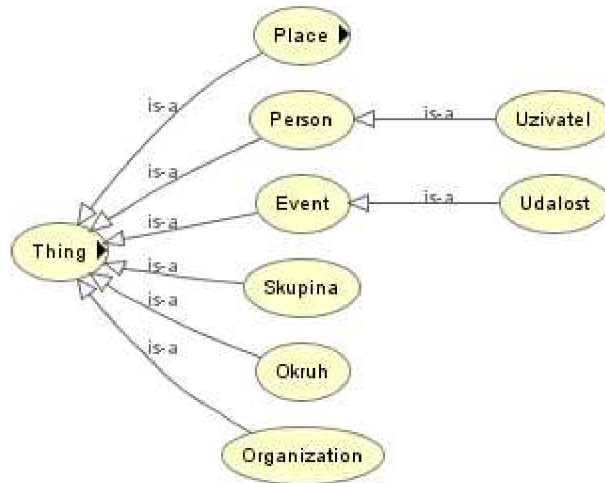 Place
is-a
Person
is-a
Uzivatel
is-a
Event
is-a
Udalost
is-a
Thing
is-a
Skupina
is-a
Okruh
is-a
Organization